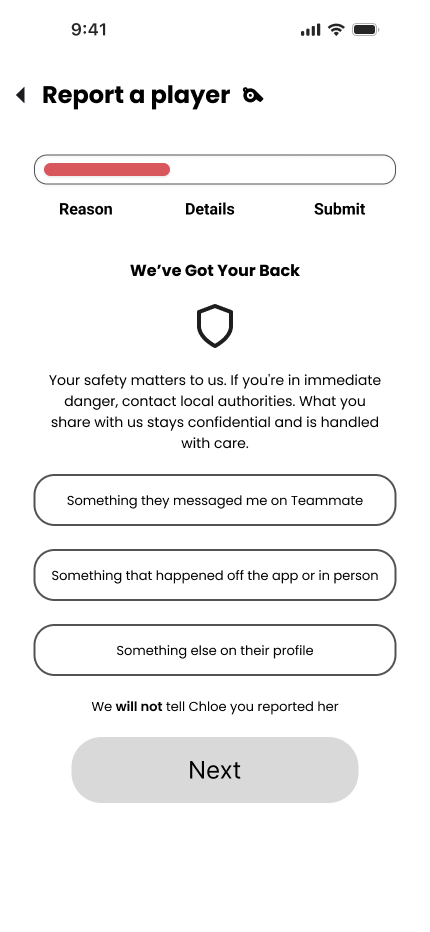 9:41
Report a player
Reason Details Submit
We’ve Got Your Back
Your safety matters to us. If you're in immediate
danger, contact local authorities. What you
share with us stays confidential and is handled
with care.
Something they messaged me on Teammate
Something that happened off the app or in person
Something else on their profile
We will not tell Chloe you reported her
Next